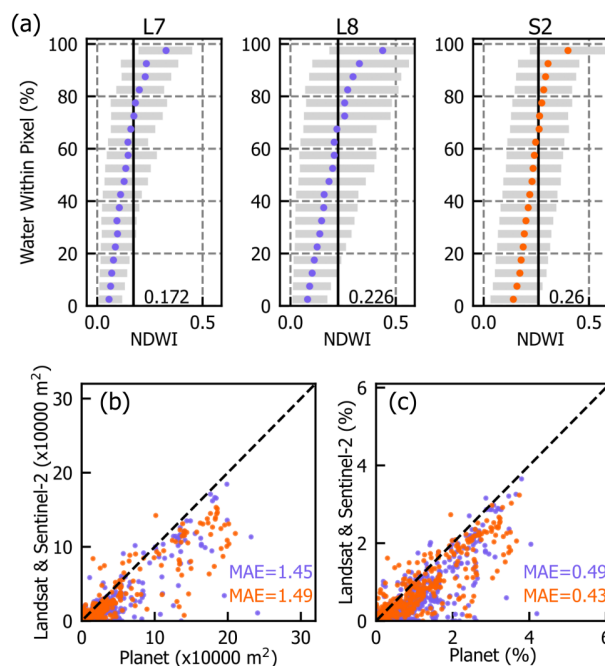 (a)
L7
L8
S2
Water Within Pixel (%)
100
80
60
40
20
0
0.172
0.226
0.26
0.0
0.5
0.0
0.5
0.0
0.5
NDWI
NDWI
NDWI
(b)
Landsat & Sentinel-2 (x10000 m²)
30
20
10
0
MAE=1.45
MAE=1.49
0
10
20
30
Planet (x10000 m²)
(c)
Landsat & Sentinel-2 (%)
6
4
2
0
MAE=0.49
MAE=0.43
0
2
4
6
Planet (%)